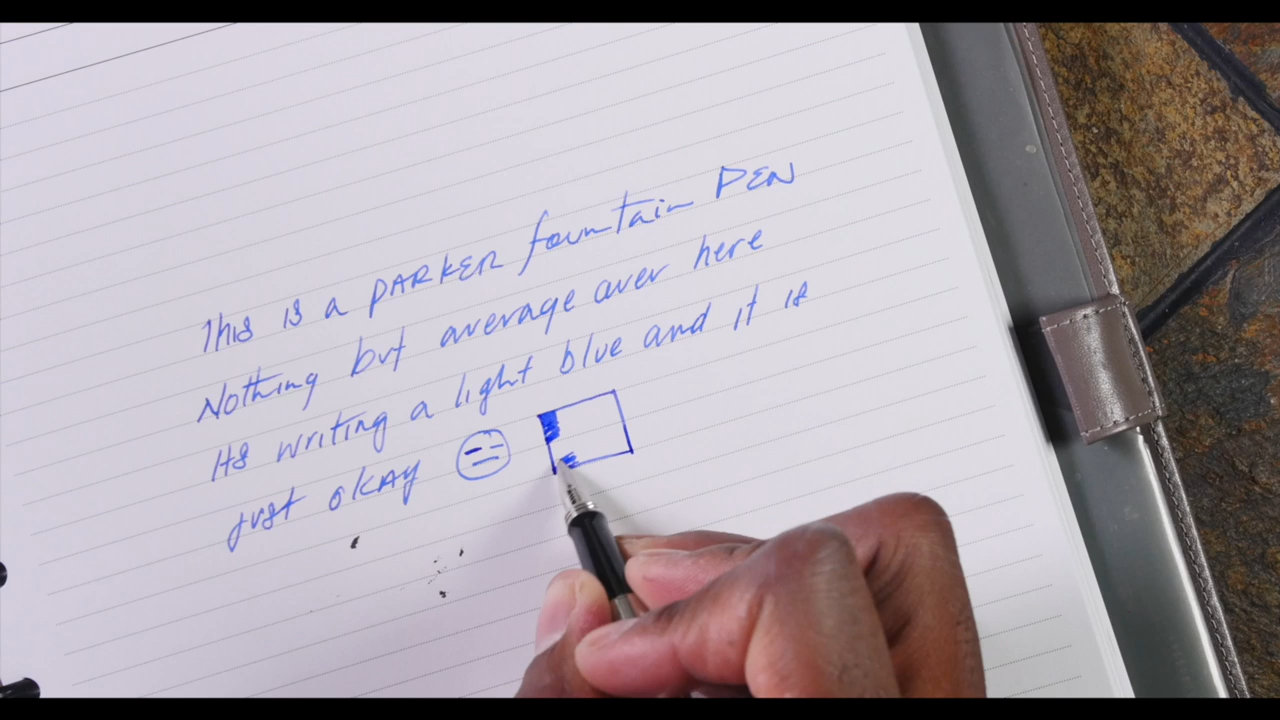 This is a PARKER fountain PEN
Nothing but average over here
Its writing a light blue and it is
just okay